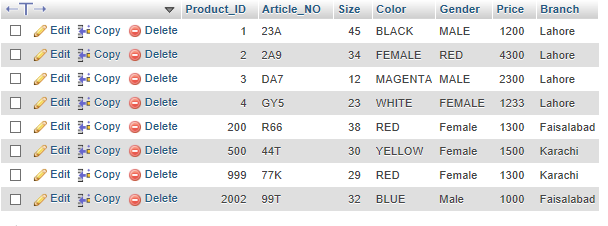 Product_ID Article_NO Size Color Gender Price Branch
Edit Copy Delete 1 23A 45 BLACK MALE 1200 Lahore
Edit Copy Delete 2 2A9 34 FEMALE RED 4300 Lahore
Edit Copy Delete 3 DA7 12 MAGENTA MALE 2300 Lahore
Edit Copy Delete 4 GY5 23 WHITE FEMALE 1233 Lahore
Edit Copy Delete 200 R66 38 RED Female 1300 Faisalabad
Edit Copy Delete 500 44T 30 YELLOW Female 1500 Karachi
Edit Copy Delete 999 77K 29 RED Female 1300 Karachi
Edit Copy Delete 2002 99T 32 BLUE Male 1000 Faisalabad